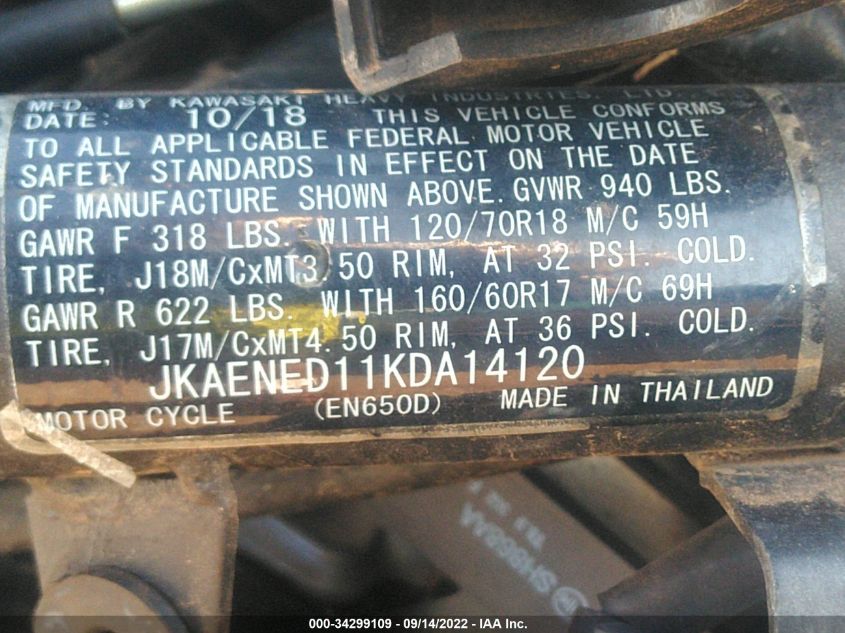 MFD. BY KAWASAKI HEAVY INDUSTRIES, LTD.
DATE: 10/18 THIS VEHICLE CONFORMS
TO ALL APPLICABLE FEDERAL MOTOR VEHICLE
SAFETY STANDARDS IN EFFECT ON THE DATE
OF MANUFACTURE SHOWN ABOVE. GVWR 940 LBS.
GAWR F 318 LBS. WITH 120/70R18 M/C 59H
TIRE, J18M/CxMT3.50 RIM, AT 32 PSI. COLD.
GAWR R 622 LBS. WITH 160/60R17 M/C 69H
TIRE, J17M/CxMT4.50 RIM, AT 36 PSI. COLD.
JKAENED11KDA14120
MOTOR CYCLE (EN650D) MADE IN THAILAND
000-34299109 - 09/14/2022 - IAA Inc.